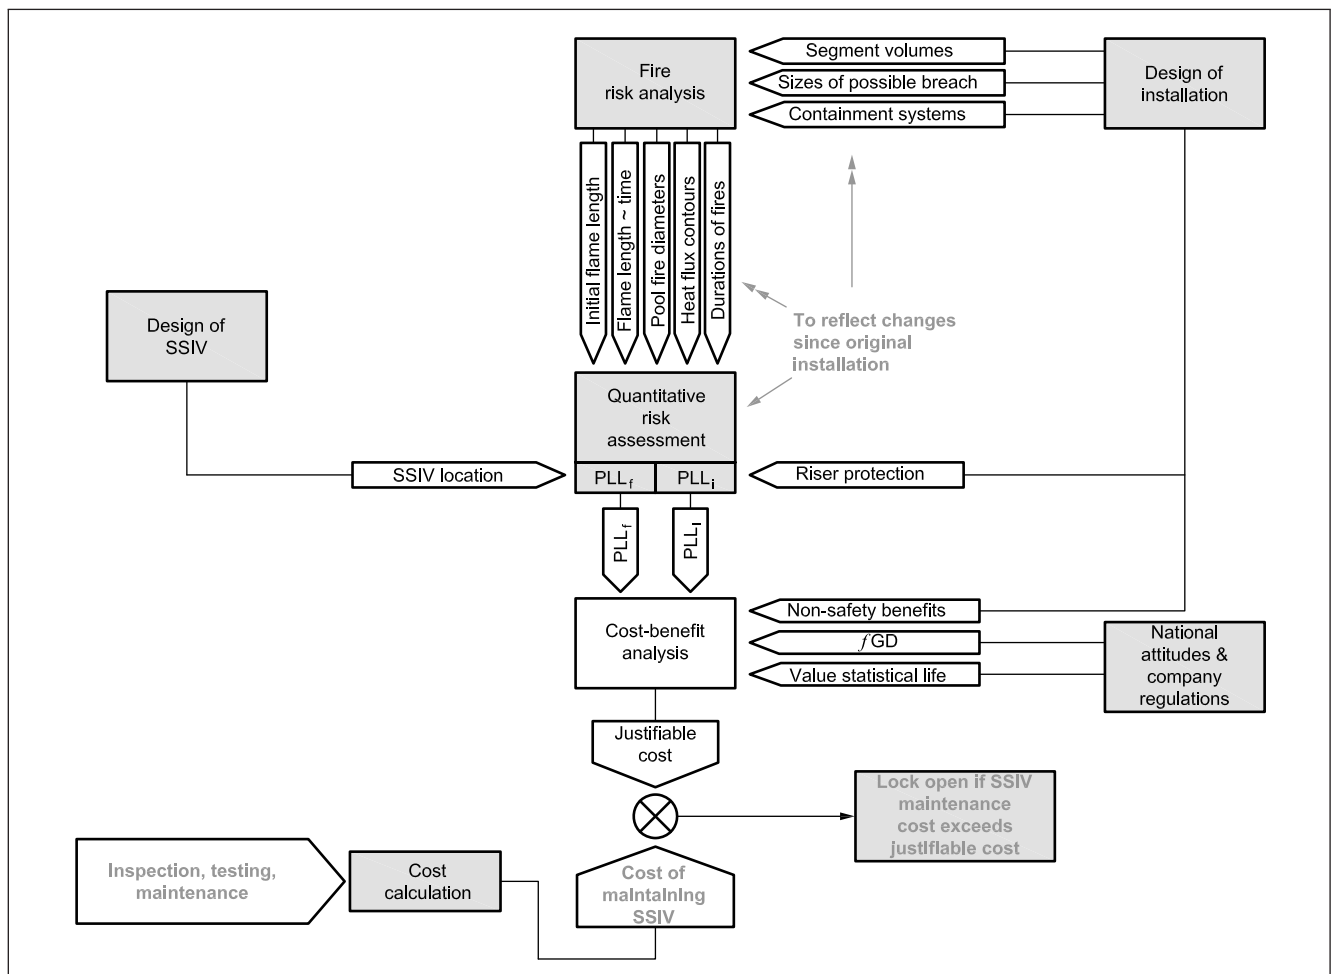 Fire
risk analysis
Segment volumes
Sizes of possible breach
Containment systems
Design of
installation
Initial flame length
Flame length ~ time
Pool fire diameters
Heat flux contours
Durations of fires
To reflect changes
since original
installation
Design of
SSIV
Quantitative
risk
assessment
SSIV location
PLLf
PLLi
Riser protection
PLLf
PLLI
Cost-benefit
analysis
Non-safety benefits
fGD
Value statistical life
National
attitudes &
company
regulations
Justifiable
cost
Lock open if SSIV
maintenance
cost exceeds
justifiable cost
Inspection, testing,
maintenance
Cost
calculation
Cost of
maintaining
SSIV